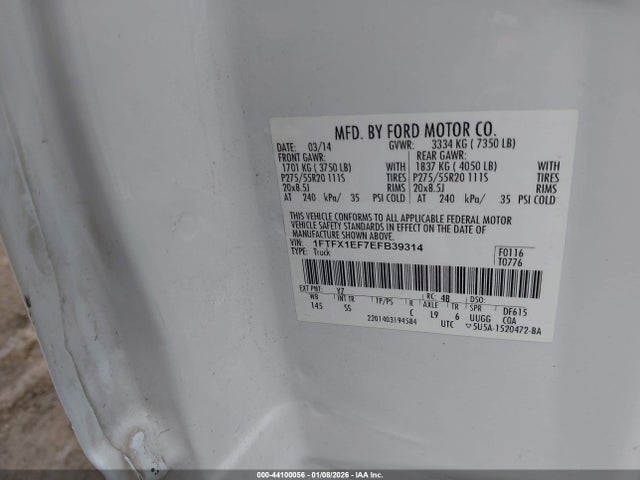 MFD. BY FORD MOTOR CO.
DATE: 03/14 GVWR: 3334 KG ( 7350 LB)
FRONT GAWR: REAR GAWR:
1701 KG ( 3750 LB) WITH 1837 KG ( 4050 LB) WITH
P275/55R20 111S TIRES P275/55R20 111S TIRES
20x8.5J RIMS 20x8.5J RIMS
AT 240 kPa/ 35 PSI COLD AT 240 kPa/ 35 PSI COLD
THIS VEHICLE CONFORMS TO ALL APPLICABLE FEDERAL MOTOR
VEHICLE SAFETY STANDARDS IN EFFECT ON THE DATE OF
MANUFACTURE SHOWN ABOVE.
VIN: 1FTFX1EF7EFB39314 F0116
TYPE: Truck T0776
EXT PNT: YZ RC: 48 DSO:
WB INT TR TP/PS R AXLE TR SPR DF615
145 SS C L9 6 UUGG COA
2201403194584 UTC ▽5U5A-1520472-BA
000-44100056 - 01/08/2026 - IAA Inc.